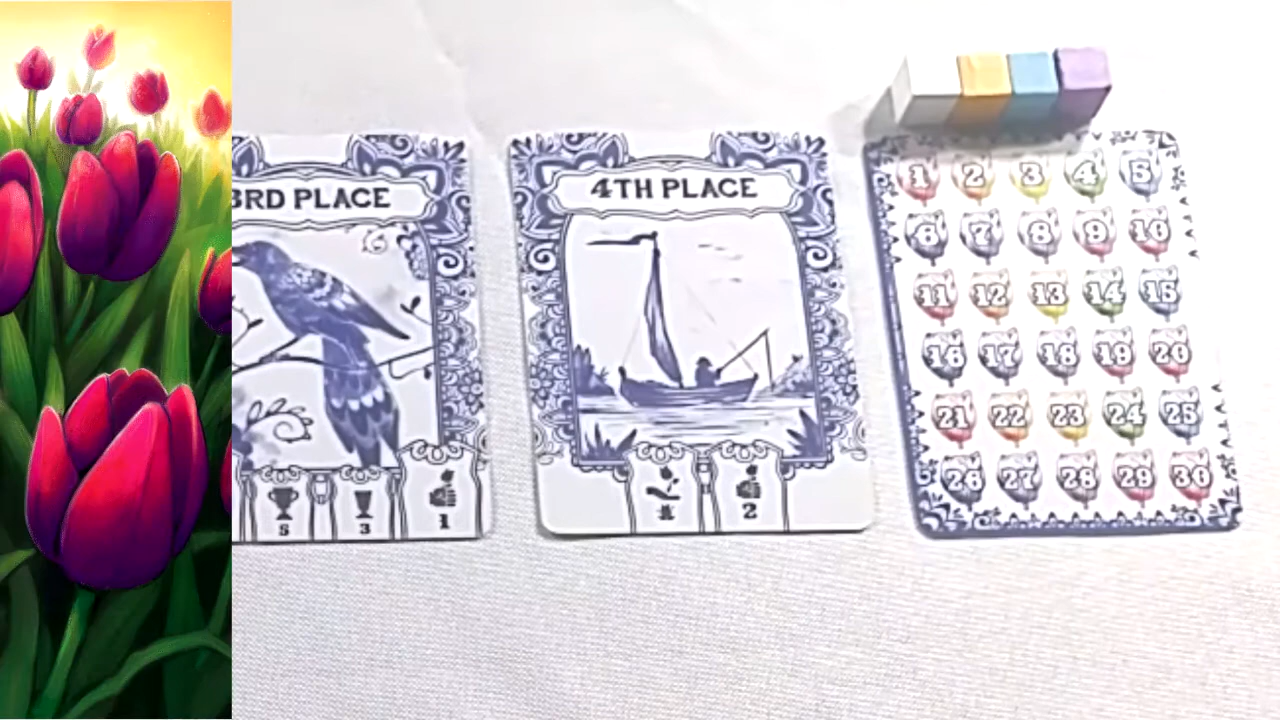 3RD PLACE
5
3
1
4TH PLACE
2
1 2 3 4 5
6 7 8 9 10
11 12 13 14 15
16 17 18 19 20
21 22 23 24 25
26 27 28 29 30